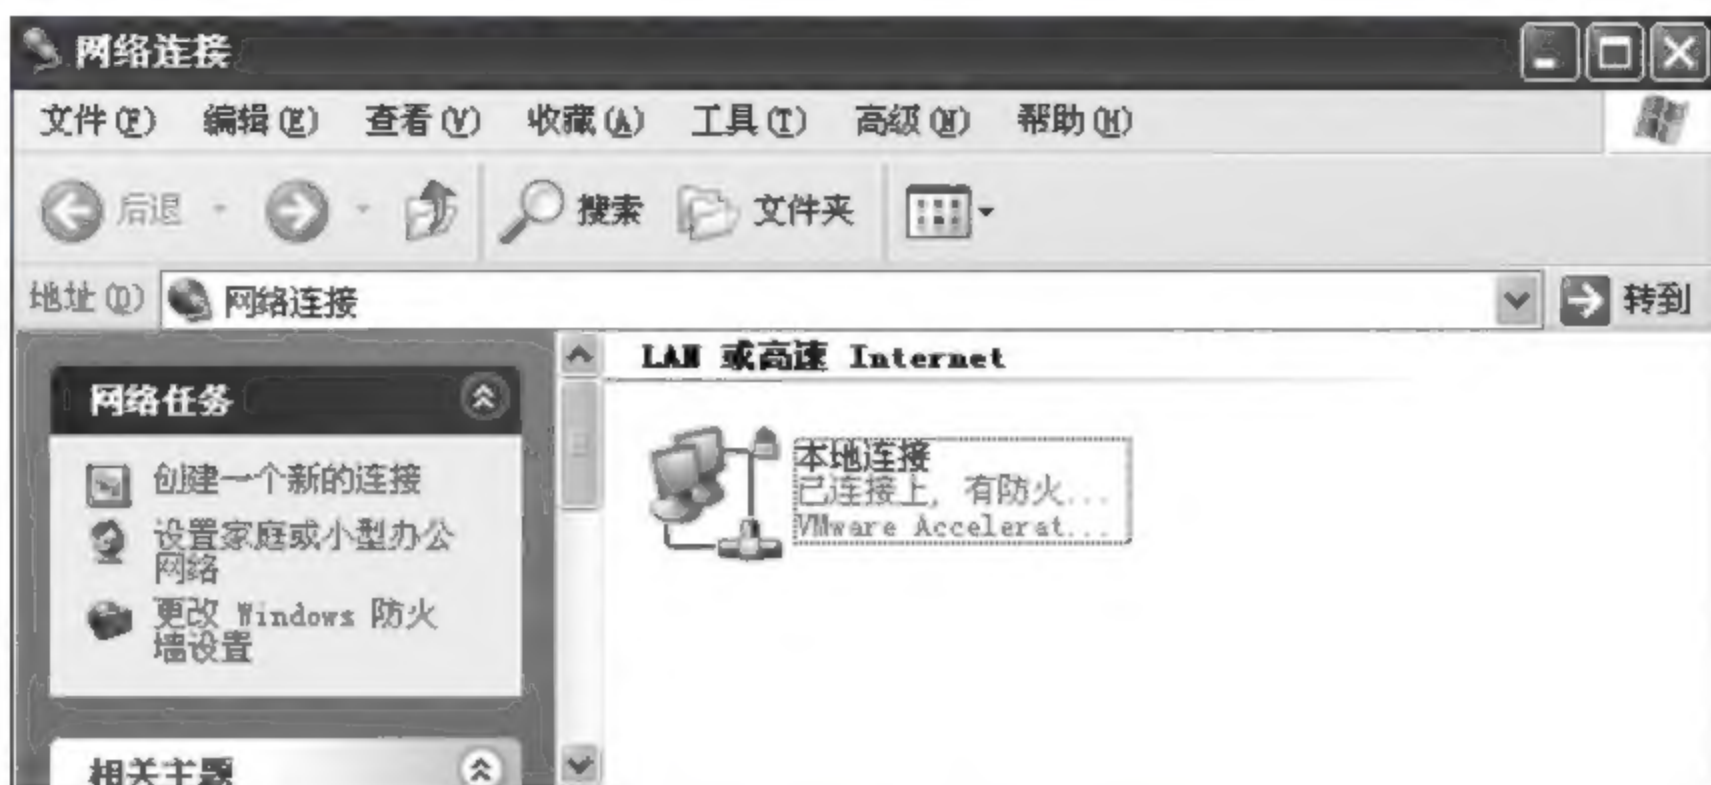 网络连接
文件(F) 编辑(E) 查看(V) 收藏(A) 工具(T) 高级(N) 帮助(H)
后退 搜索 文件夹
地址(D) 网络连接 转到
LAN 或高速 Internet
网络任务
创建一个新的连接
设置家庭或小型办公
网络
更改 Windows 防火
墙设置
相关主题
本地连接
已连接上, 有防火...
VMware Accelerat...